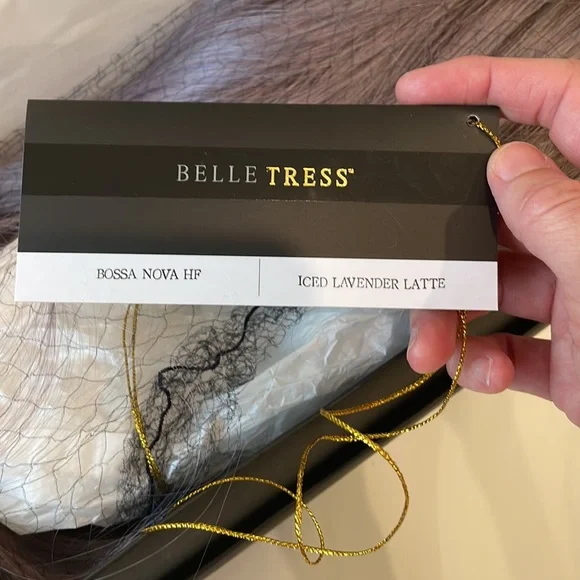 BELLE TRESS™
BOSSA NOVA HF
ICED LAVENDER LATTE